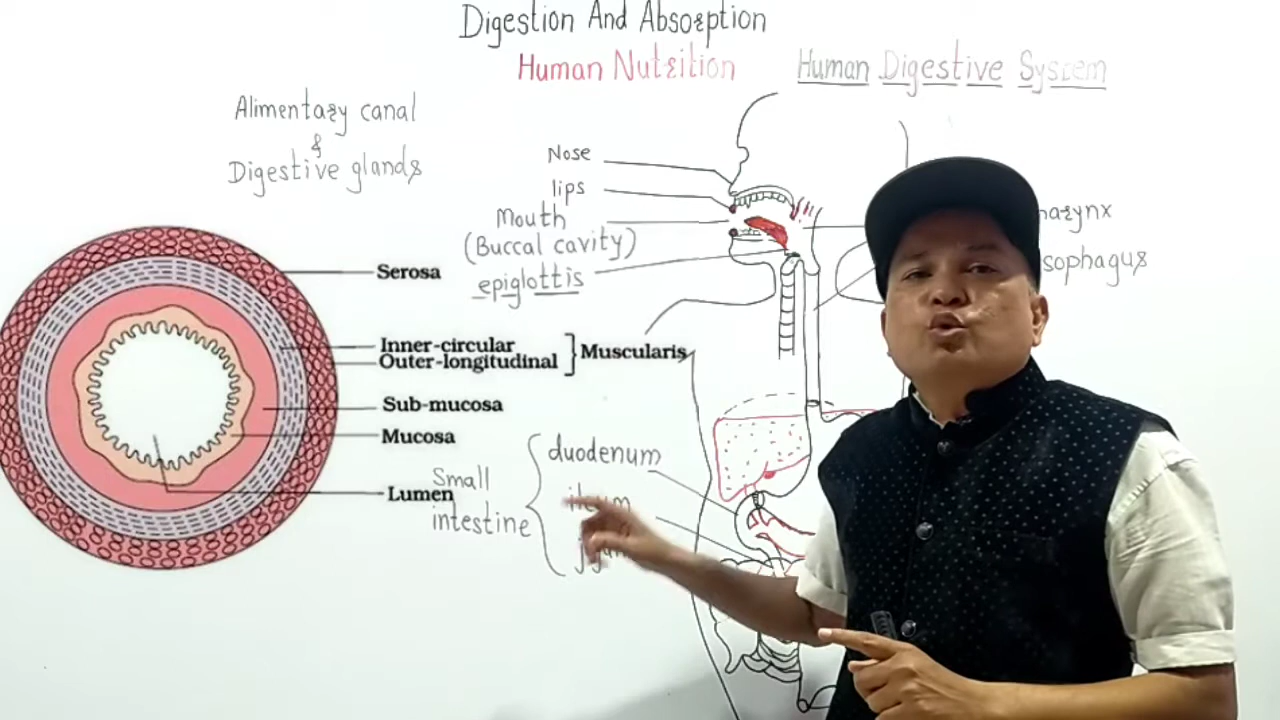 Digestion And Absorption
Human Nutrition
Human Digestive System
Alimentary canal
&
Digestive glands
Nose
lips
Mouth
(Buccal cavity)
epiglottis
Serosa
Inner-circular
Outer-longitudinal
Muscularis
Sub-mucosa
Mucosa
Lumen
Small
intestine
duodenum